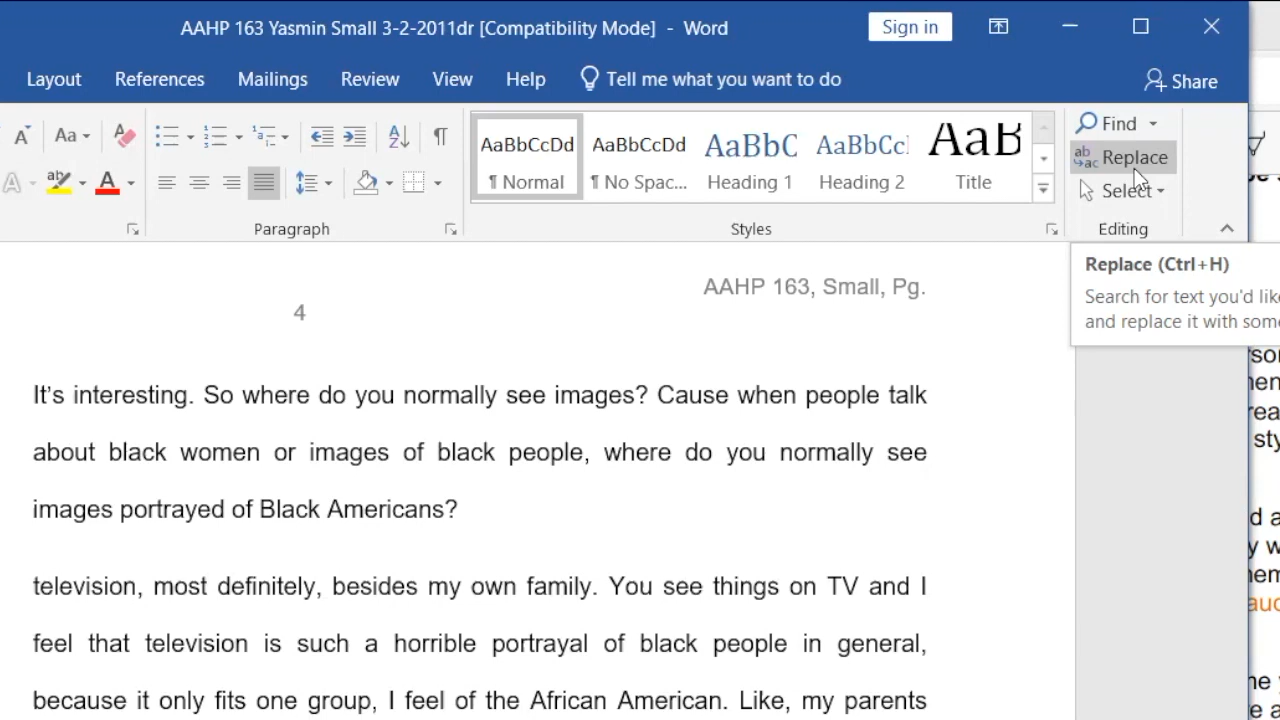 AAHP 163 Yasmin Small 3-2-2011dr [Compatibility Mode] - Word
Sign in
Layout References Mailings Review View Help Tell me what you want to do
Share
Aa
AaBbCcDd AaBbCcDd AaBbC AaBbCc AaB
¶ Normal ¶ No Spac... Heading 1 Heading 2 Title
Find
Replace
Select
Paragraph Styles Editing
Replace (Ctrl+H)
Search for text you'd like
and replace it with some
AAHP 163, Small, Pg.
4
It's interesting. So where do you normally see images? Cause when people talk
about black women or images of black people, where do you normally see
images portrayed of Black Americans?
television, most definitely, besides my own family. You see things on TV and I
feel that television is such a horrible portrayal of black people in general,
because it only fits one group, I feel of the African American. Like, my parents